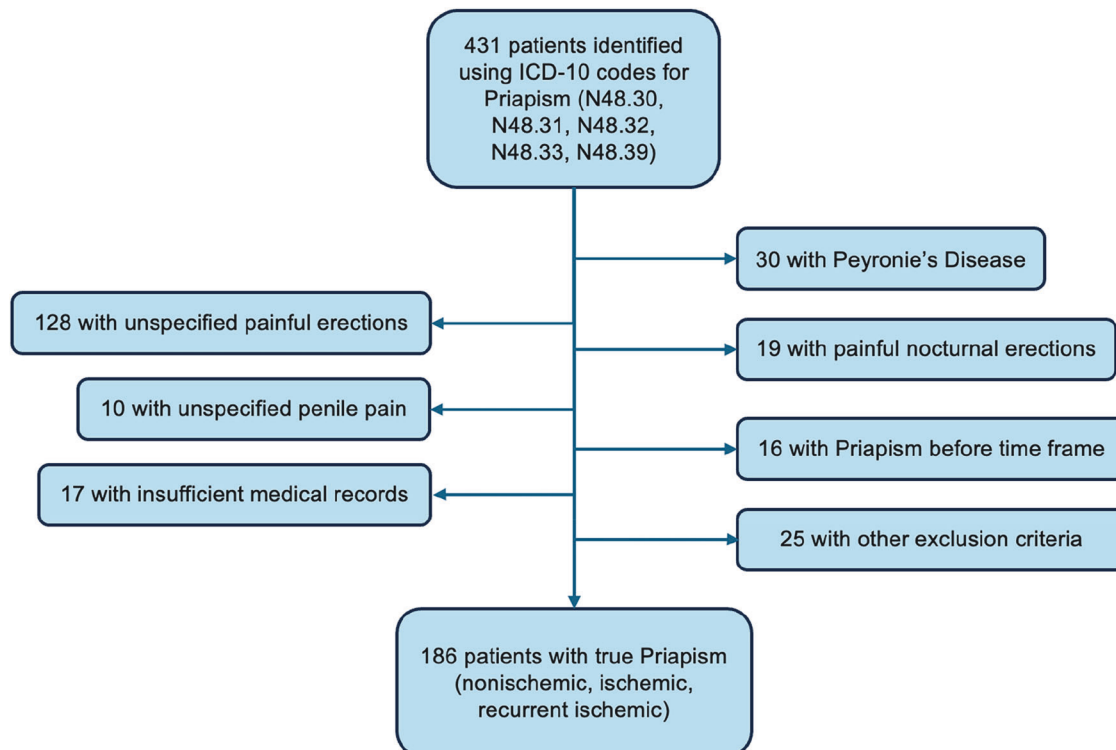 431 patients identified
using ICD-10 codes for
Priapism (N48.30,
N48.31, N48.32,
N48.33, N48.39)
30 with Peyronie’s Disease
128 with unspecified painful erections
19 with painful nocturnal erections
10 with unspecified penile pain
16 with Priapism before time frame
17 with insufficient medical records
25 with other exclusion criteria
186 patients with true Priapism
(nonischemic, ischemic,
recurrent ischemic)